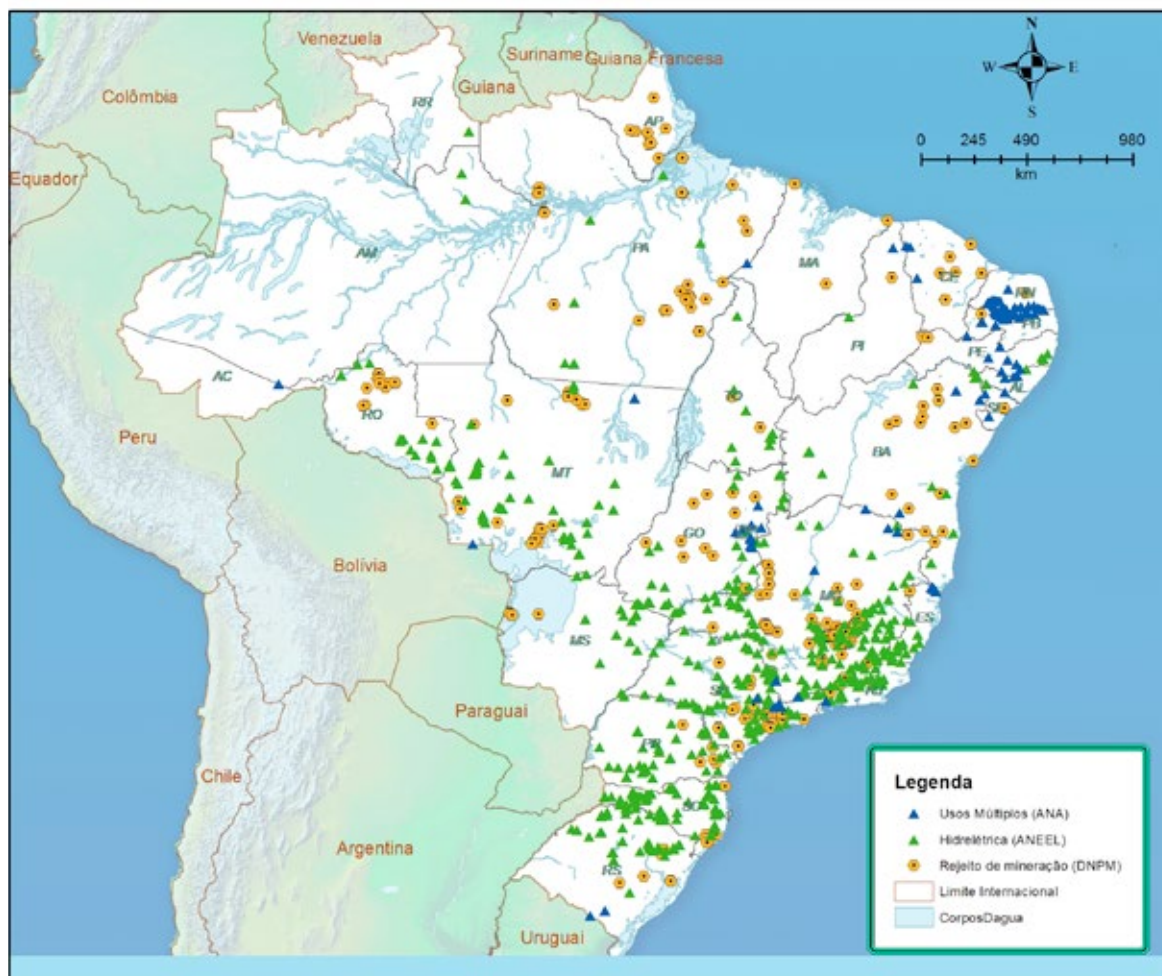 Venezuela
Suriname
Guiana Francesa
Guiana
Colômbia
Equador
Peru
Bolívia
Paraguai
Chile
Argentina
Uruguai
RR
AP
AM
PA
MA
CE
RN
PB
PI
PE
AL
SE
AC
RO
TO
BA
MT
GO
MG
ES
MS
SP
RJ
PR
SC
RS
N
W E
S
0 245 490 980
km
Legenda
Usos Múltiplos (ANA)
Hidrelétrica (ANEEL)
Rejeito de mineração (DNPM)
Limite Internacional
CorposDagua